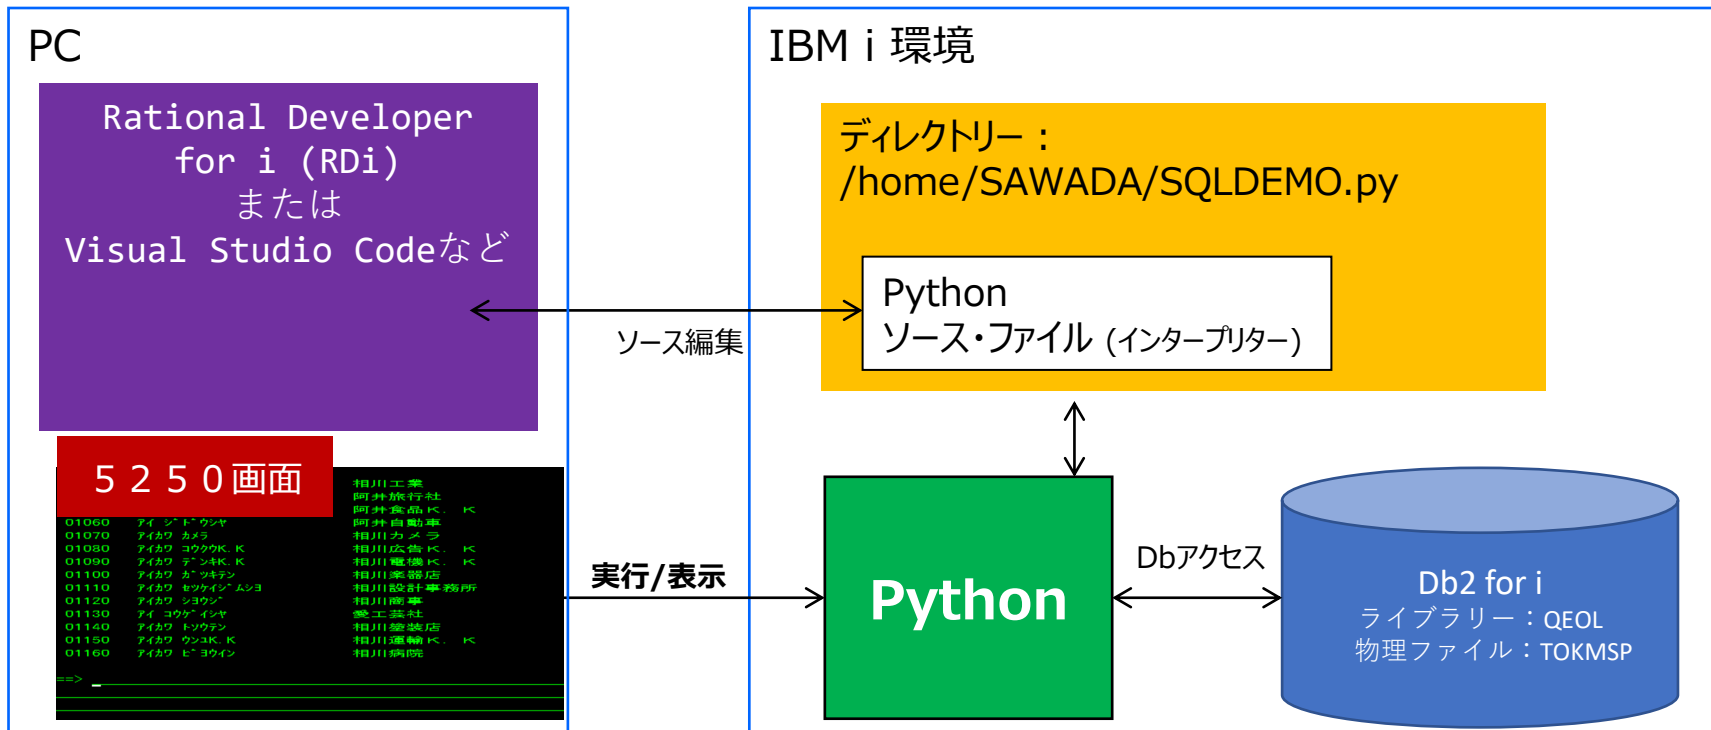 PC
Rational Developer
for i (RDi)
または
Visual Studio Codeなど
IBM i 環境
ディレクトリー：
/home/SAWADA/SQLDEMO.py
Python
ソース・ファイル (インタープリター)
ソース編集
５２５０画面
相川工業
阿井旅行社
阿井食品Ｋ．Ｋ
01060 アイ ジドウシヤ 阿井自動車
01070 アイカワ カメラ 相川カメラ
01080 アイカワ コウクウK.K 相川広告Ｋ．Ｋ
01090 アイカワ デンキK.K 相川電機Ｋ．Ｋ
01100 アイカワ ガツキテン 相川楽器店
01110 アイカワ セツケイジムシヨ 相川設計事務所
01120 アイカワ シヨウジ 相川商事
01130 アイ コウゲイシヤ 愛工芸社
01140 アイカワ トソウテン 相川塗装店
01150 アイカワ ウンユK.K 相川運輸Ｋ．Ｋ
01160 アイカワ ビヨウイン 相川病院
==> _
実行/表示
Python
Dbアクセス
Db2 for i
ライブラリー：QEOL
物理ファイル：TOKMSP